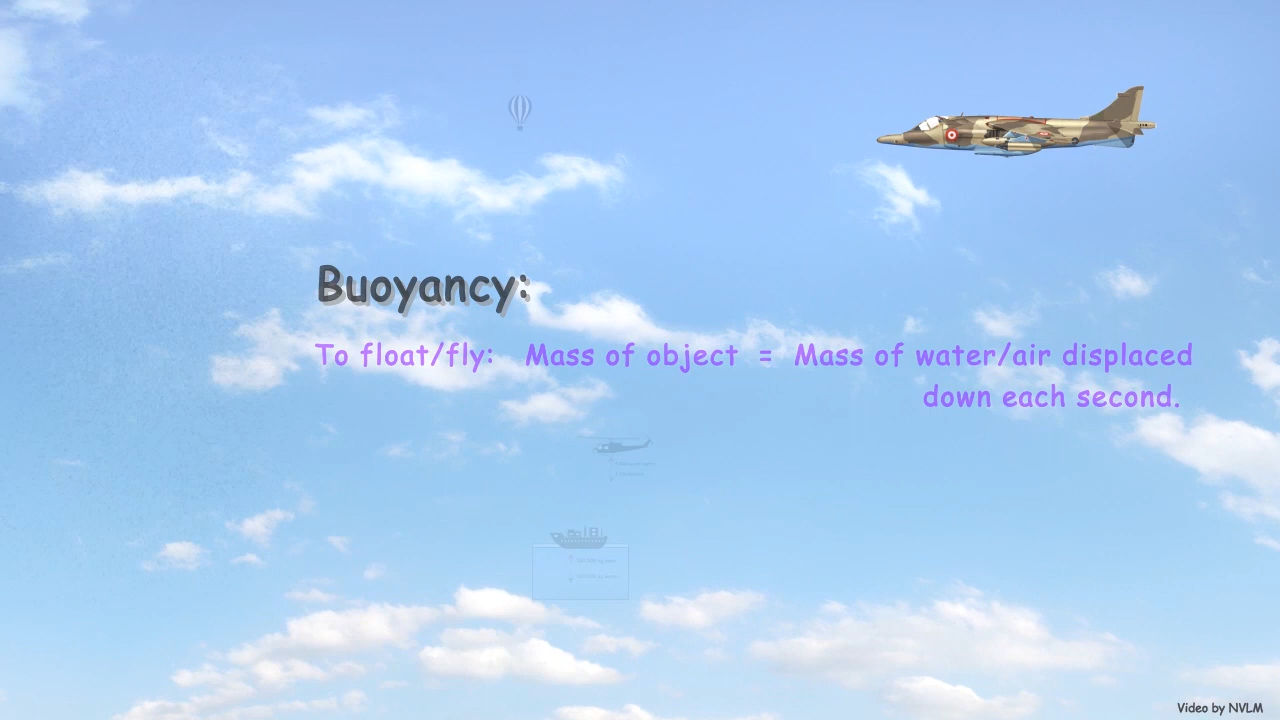 Buoyancy:
To float/fly: Mass of object = Mass of water/air displaced
down each second.
Video by NVLM